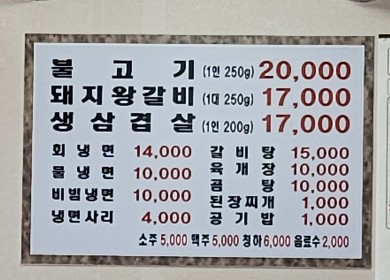 불고기 (1인 250g) 20,000
돼지왕갈비 (1대 250g) 17,000
생삼겹살 (1인 200g) 17,000
회냉면 14,000 갈비탕 15,000
물냉면 10,000 육개장 10,000
비빔냉면 10,000 곰탕 10,000
냉면사리 4,000 된장찌개 1,000
공기밥 1,000
소주 5,000 맥주 5,000 청하 6,000 음료수 2,000